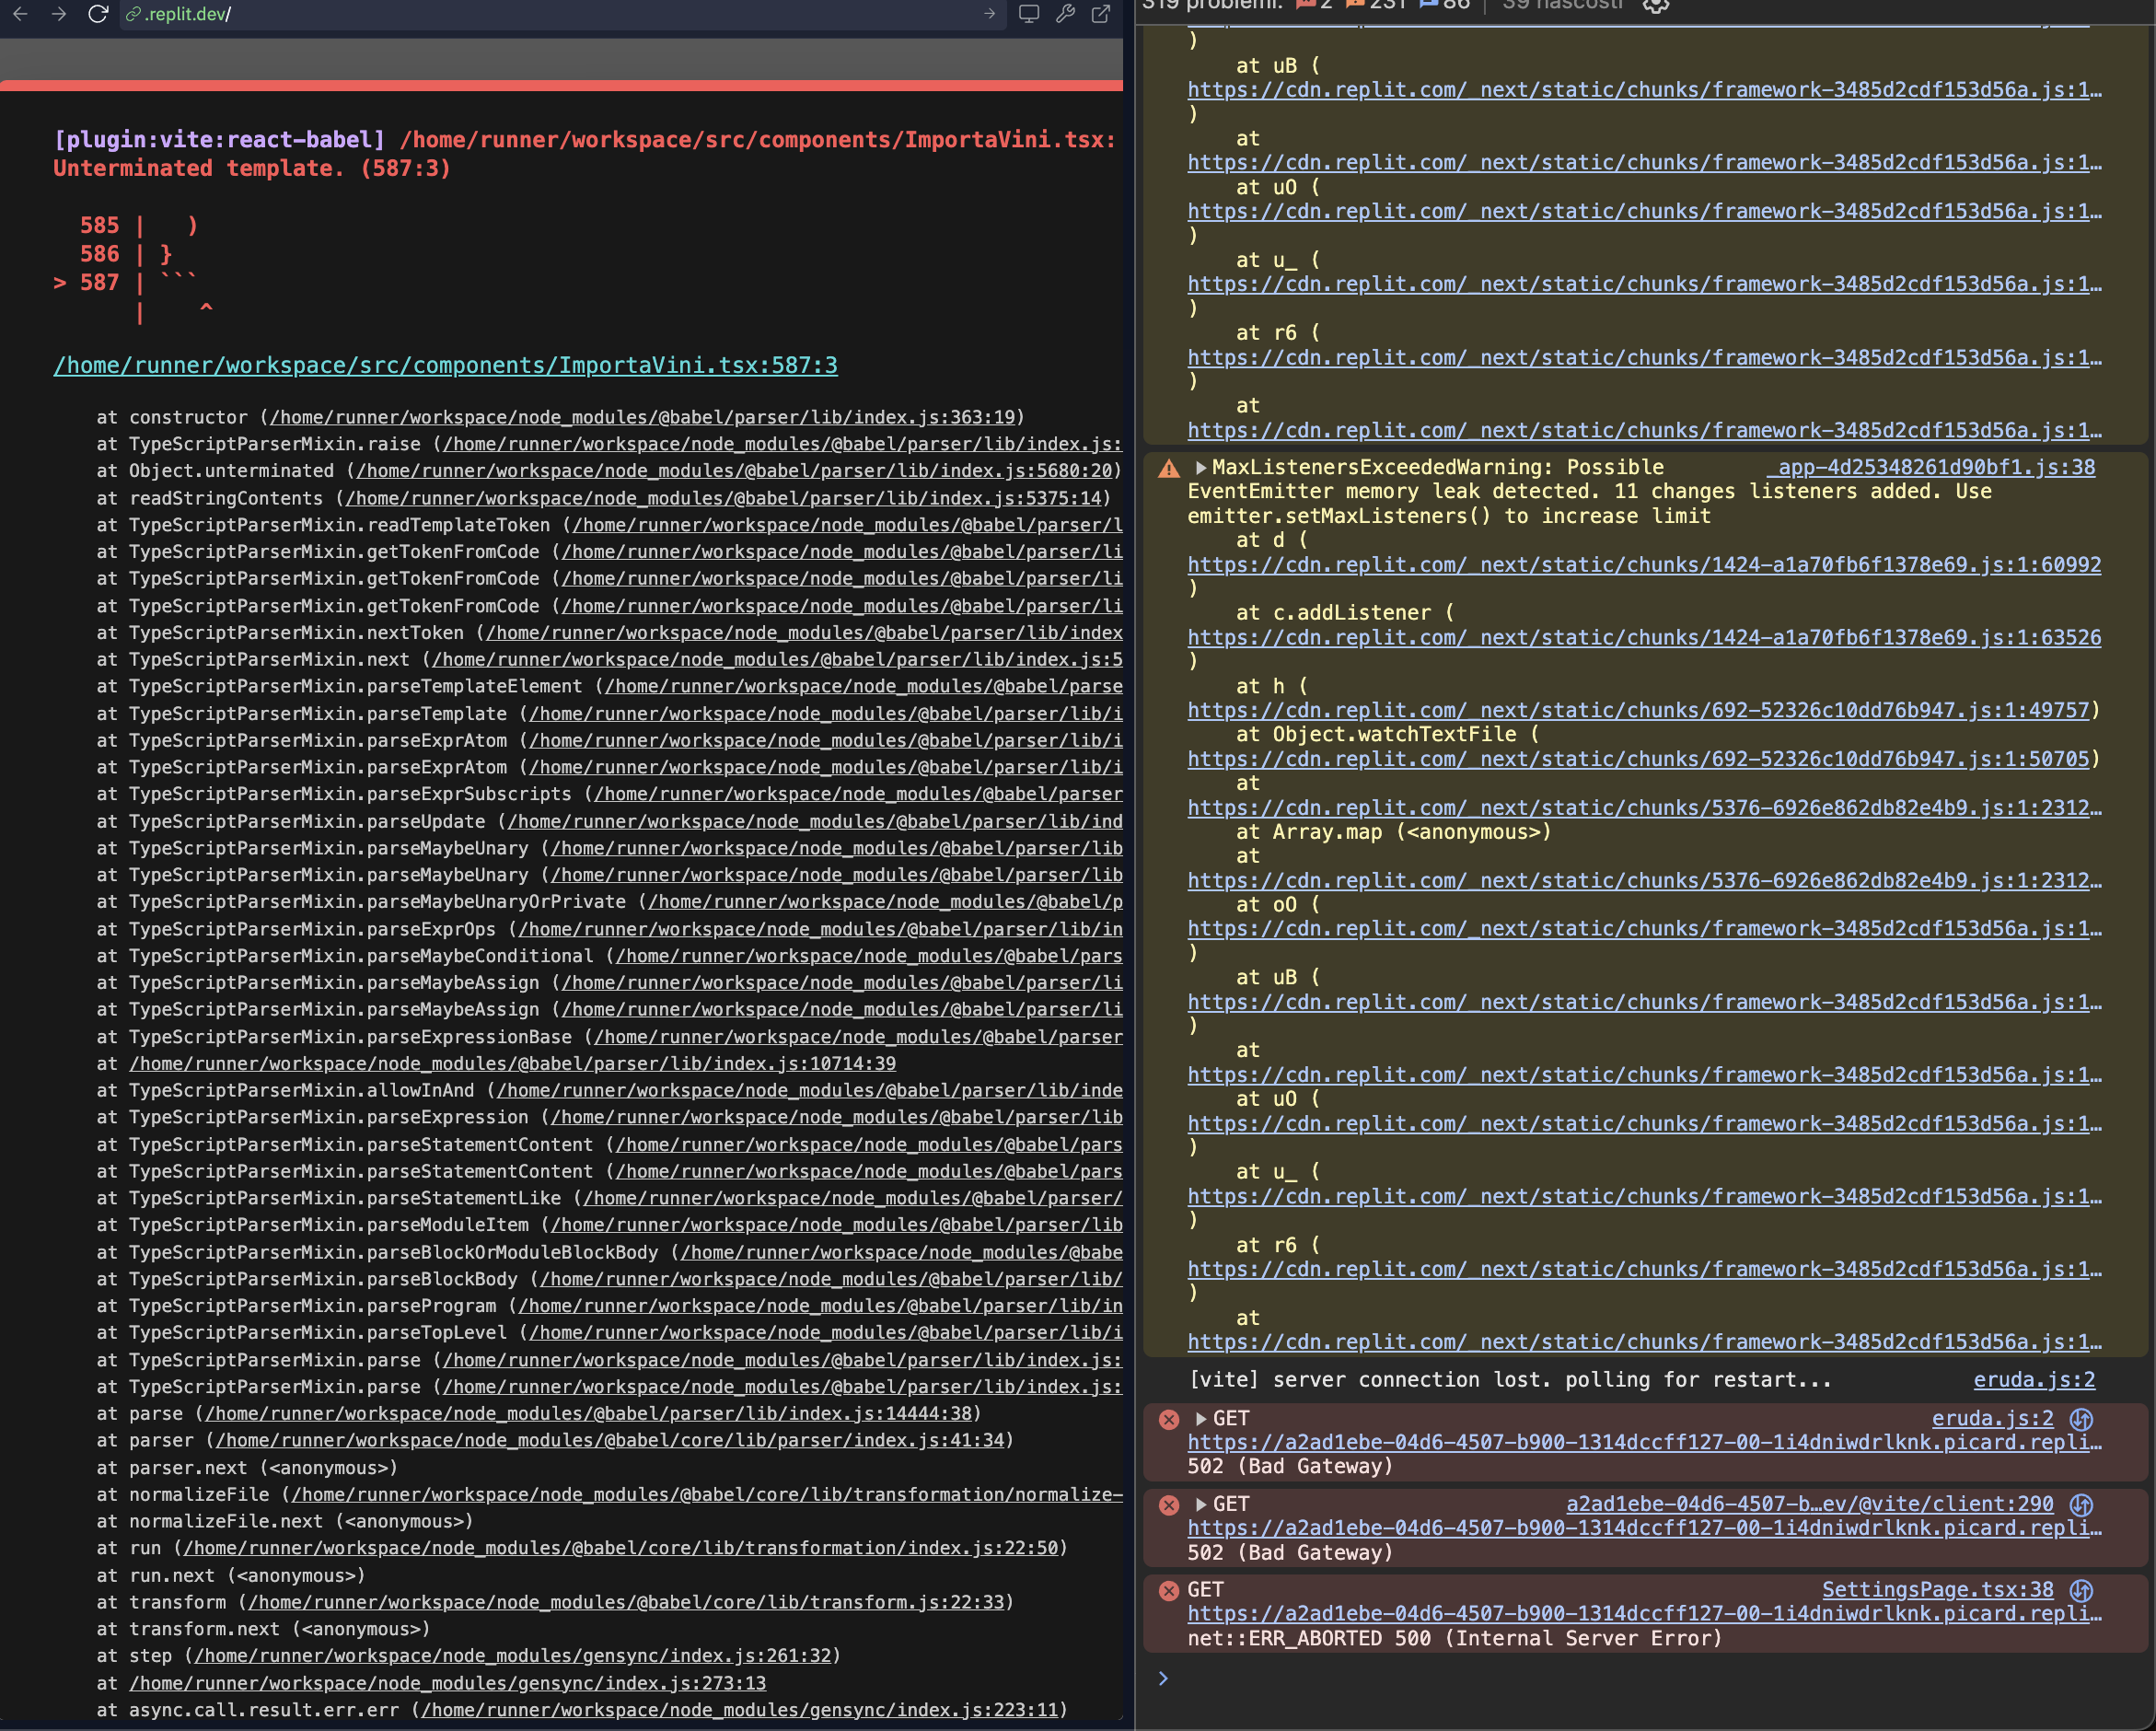 .replit.dev/
[plugin:vite:react-babel] /home/runner/workspace/src/components/ImportaVini.tsx:
Unterminated template. (587:3)
585 |   )
586 | }
> 587 | ```
|    ^
/home/runner/workspace/src/components/ImportaVini.tsx:587:3
at constructor (/home/runner/workspace/node_modules/@babel/parser/lib/index.js:363:19)
at TypeScriptParserMixin.raise (/home/runner/workspace/node_modules/@babel/parser/lib/index.js:
at Object.unterminated (/home/runner/workspace/node_modules/@babel/parser/lib/index.js:5680:20)
at readStringContents (/home/runner/workspace/node_modules/@babel/parser/lib/index.js:5375:14)
at TypeScriptParserMixin.readTemplateToken (/home/runner/workspace/node_modules/@babel/parser/l
at TypeScriptParserMixin.getTokenFromCode (/home/runner/workspace/node_modules/@babel/parser/li
at TypeScriptParserMixin.getTokenFromCode (/home/runner/workspace/node_modules/@babel/parser/li
at TypeScriptParserMixin.getTokenFromCode (/home/runner/workspace/node_modules/@babel/parser/li
at TypeScriptParserMixin.nextToken (/home/runner/workspace/node_modules/@babel/parser/lib/index
at TypeScriptParserMixin.next (/home/runner/workspace/node_modules/@babel/parser/lib/index.js:5
at TypeScriptParserMixin.parseTemplateElement (/home/runner/workspace/node_modules/@babel/parse
at TypeScriptParserMixin.parseTemplate (/home/runner/workspace/node_modules/@babel/parser/lib/i
at TypeScriptParserMixin.parseExprAtom (/home/runner/workspace/node_modules/@babel/parser/lib/i
at TypeScriptParserMixin.parseExprAtom (/home/runner/workspace/node_modules/@babel/parser/lib/i
at TypeScriptParserMixin.parseExprSubscripts (/home/runner/workspace/node_modules/@babel/parser
at TypeScriptParserMixin.parseUpdate (/home/runner/workspace/node_modules/@babel/parser/lib/ind
at TypeScriptParserMixin.parseMaybeUnary (/home/runner/workspace/node_modules/@babel/parser/lib
at TypeScriptParserMixin.parseMaybeUnary (/home/runner/workspace/node_modules/@babel/parser/lib
at TypeScriptParserMixin.parseMaybeUnaryOrPrivate (/home/runner/workspace/node_modules/@babel/p
at TypeScriptParserMixin.parseExprOps (/home/runner/workspace/node_modules/@babel/parser/lib/in
at TypeScriptParserMixin.parseMaybeConditional (/home/runner/workspace/node_modules/@babel/pars
at TypeScriptParserMixin.parseMaybeAssign (/home/runner/workspace/node_modules/@babel/parser/li
at TypeScriptParserMixin.parseMaybeAssign (/home/runner/workspace/node_modules/@babel/parser/li
at TypeScriptParserMixin.parseExpressionBase (/home/runner/workspace/node_modules/@babel/parser
at /home/runner/workspace/node_modules/@babel/parser/lib/index.js:10714:39
at TypeScriptParserMixin.allowInAnd (/home/runner/workspace/node_modules/@babel/parser/lib/inde
at TypeScriptParserMixin.parseExpression (/home/runner/workspace/node_modules/@babel/parser/lib
at TypeScriptParserMixin.parseStatementContent (/home/runner/workspace/node_modules/@babel/pars
at TypeScriptParserMixin.parseStatementContent (/home/runner/workspace/node_modules/@babel/pars
at TypeScriptParserMixin.parseStatementLike (/home/runner/workspace/node_modules/@babel/parser/
at TypeScriptParserMixin.parseModuleItem (/home/runner/workspace/node_modules/@babel/parser/lib
at TypeScriptParserMixin.parseBlockOrModuleBlockBody (/home/runner/workspace/node_modules/@babe
at TypeScriptParserMixin.parseBlockBody (/home/runner/workspace/node_modules/@babel/parser/lib/
at TypeScriptParserMixin.parseProgram (/home/runner/workspace/node_modules/@babel/parser/lib/in
at TypeScriptParserMixin.parseTopLevel (/home/runner/workspace/node_modules/@babel/parser/lib/i
at TypeScriptParserMixin.parse (/home/runner/workspace/node_modules/@babel/parser/lib/index.js:
at TypeScriptParserMixin.parse (/home/runner/workspace/node_modules/@babel/parser/lib/index.js:
at parse (/home/runner/workspace/node_modules/@babel/parser/lib/index.js:14444:38)
at parser (/home/runner/workspace/node_modules/@babel/core/lib/parser/index.js:41:34)
at parser.next (<anonymous>)
at normalizeFile (/home/runner/workspace/node_modules/@babel/core/lib/transformation/normalize-
at normalizeFile.next (<anonymous>)
at run (/home/runner/workspace/node_modules/@babel/core/lib/transformation/index.js:22:50)
at run.next (<anonymous>)
at transform (/home/runner/workspace/node_modules/@babel/core/lib/transform.js:22:33)
at transform.next (<anonymous>)
at step (/home/runner/workspace/node_modules/gensync/index.js:261:32)
at /home/runner/workspace/node_modules/gensync/index.js:273:13
at async.call.result.err.err (/home/runner/workspace/node_modules/gensync/index.js:223:11)
319 problemi: 2 231 86 | 39 nascosti
)
at uB (
https://cdn.replit.com/_next/static/chunks/framework-3485d2cdf153d56a.js:1…
)
at
https://cdn.replit.com/_next/static/chunks/framework-3485d2cdf153d56a.js:1…
at uO (
https://cdn.replit.com/_next/static/chunks/framework-3485d2cdf153d56a.js:1…
)
at u_ (
https://cdn.replit.com/_next/static/chunks/framework-3485d2cdf153d56a.js:1…
)
at r6 (
https://cdn.replit.com/_next/static/chunks/framework-3485d2cdf153d56a.js:1…
)
at
https://cdn.replit.com/_next/static/chunks/framework-3485d2cdf153d56a.js:1…
MaxListenersExceededWarning: Possible _app-4d25348261d90bf1.js:38
EventEmitter memory leak detected. 11 changes listeners added. Use
emitter.setMaxListeners() to increase limit
at d (
https://cdn.replit.com/_next/static/chunks/1424-a1a70fb6f1378e69.js:1:60992
)
at c.addListener (
https://cdn.replit.com/_next/static/chunks/1424-a1a70fb6f1378e69.js:1:63526
)
at h (
https://cdn.replit.com/_next/static/chunks/692-52326c10dd76b947.js:1:49757)
at Object.watchTextFile (
https://cdn.replit.com/_next/static/chunks/692-52326c10dd76b947.js:1:50705)
at
https://cdn.replit.com/_next/static/chunks/5376-6926e862db82e4b9.js:1:2312…
at Array.map (<anonymous>)
at
https://cdn.replit.com/_next/static/chunks/5376-6926e862db82e4b9.js:1:2312…
at oO (
https://cdn.replit.com/_next/static/chunks/framework-3485d2cdf153d56a.js:1…
)
at uB (
https://cdn.replit.com/_next/static/chunks/framework-3485d2cdf153d56a.js:1…
)
at
https://cdn.replit.com/_next/static/chunks/framework-3485d2cdf153d56a.js:1…
at uO (
https://cdn.replit.com/_next/static/chunks/framework-3485d2cdf153d56a.js:1…
)
at u_ (
https://cdn.replit.com/_next/static/chunks/framework-3485d2cdf153d56a.js:1…
)
at r6 (
https://cdn.replit.com/_next/static/chunks/framework-3485d2cdf153d56a.js:1…
)
at
https://cdn.replit.com/_next/static/chunks/framework-3485d2cdf153d56a.js:1…
[vite] server connection lost. polling for restart... eruda.js:2
GET eruda.js:2
https://a2ad1ebe-04d6-4507-b900-1314dccff127-00-1i4dniwdrlknk.picard.repli…
502 (Bad Gateway)
GET a2ad1ebe-04d6-4507-b…ev/@vite/client:290
https://a2ad1ebe-04d6-4507-b900-1314dccff127-00-1i4dniwdrlknk.picard.repli…
502 (Bad Gateway)
GET SettingsPage.tsx:38
https://a2ad1ebe-04d6-4507-b900-1314dccff127-00-1i4dniwdrlknk.picard.repli…
net::ERR_ABORTED 500 (Internal Server Error)